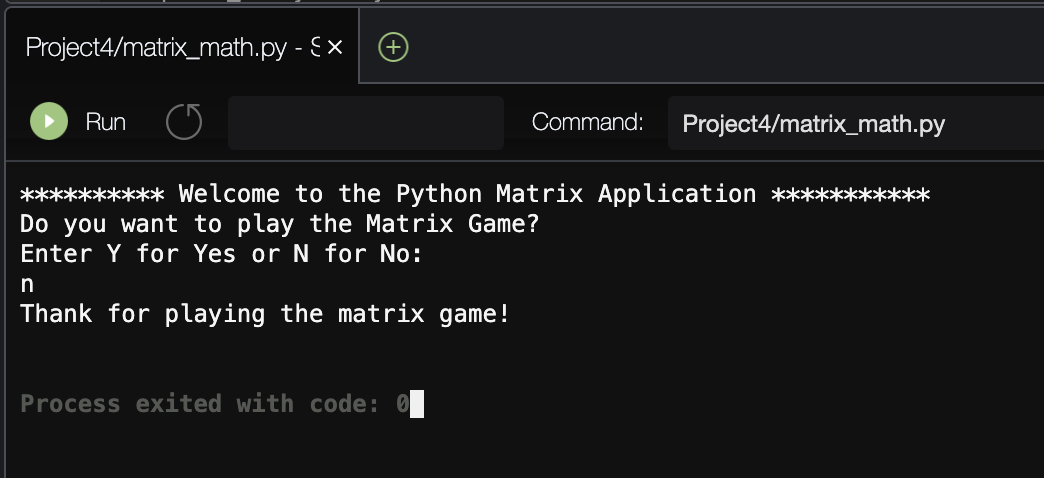 Project4/matrix_math.py - S
Run
Command:
Project4/matrix_math.py
********** Welcome to the Python Matrix Application ***********
Do you want to play the Matrix Game?
Enter Y for Yes or N for No:
n
Thank for playing the matrix game!
Process exited with code: 0